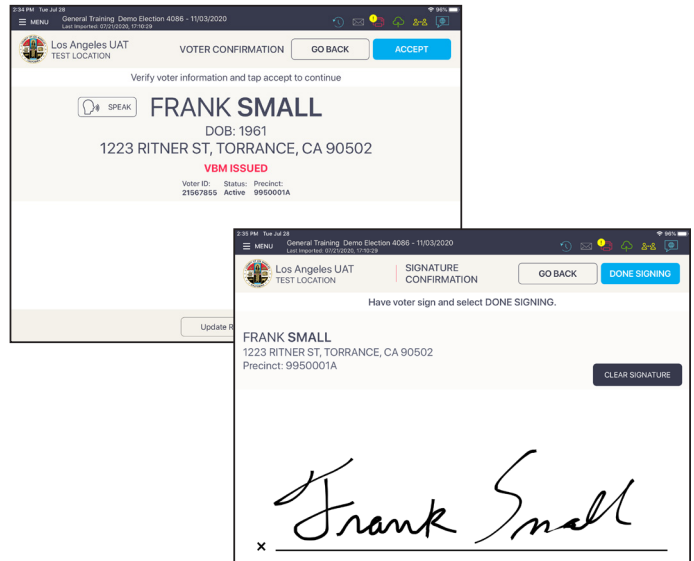 2:34 PM Tue Jul 28
96%
MENU
General Training Demo Election 4086 - 11/03/2020
Last Imported: 07/21/2020, 17:10:29
Los Angeles UAT
TEST LOCATION
VOTER CONFIRMATION
GO BACK
ACCEPT
Verify voter information and tap accept to continue
SPEAK
FRANK SMALL
DOB: 1961
1223 RITNER ST, TORRANCE, CA 90502
VBM ISSUED
Voter ID: Status: Precinct:
21567855 Active 9950001A
Update R
2:35 PM Tue Jul 28
96%
MENU
General Training Demo Election 4086 - 11/03/2020
Last Imported: 07/21/2020, 17:10:29
Los Angeles UAT
TEST LOCATION
SIGNATURE
CONFIRMATION
GO BACK
DONE SIGNING
Have voter sign and select DONE SIGNING.
FRANK SMALL
1223 RITNER ST, TORRANCE, CA 90502
Precinct: 9950001A
CLEAR SIGNATURE
Frank Small
×